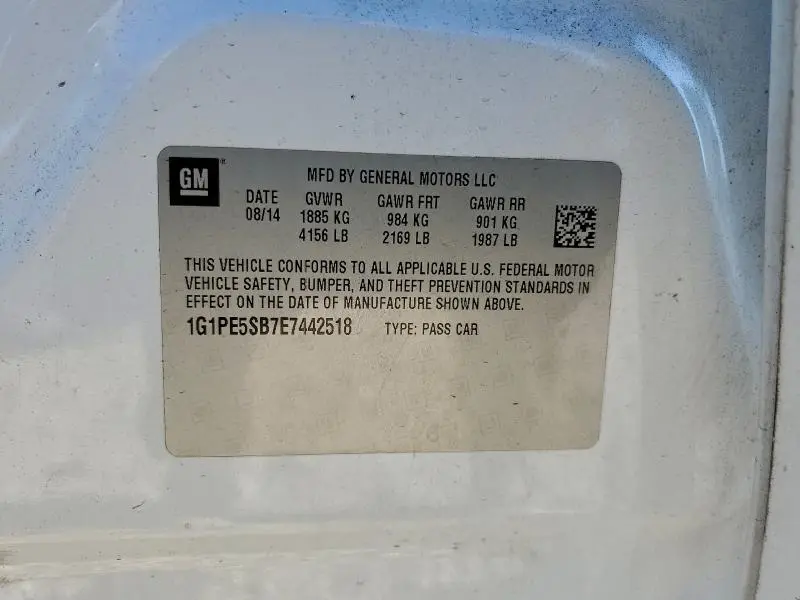 GM
MFD BY GENERAL MOTORS LLC
DATE GVWR GAWR FRT GAWR RR
08/14 1885 KG 984 KG 901 KG
4156 LB 2169 LB 1987 LB
THIS VEHICLE CONFORMS TO ALL APPLICABLE U.S. FEDERAL MOTOR
VEHICLE SAFETY, BUMPER, AND THEFT PREVENTION STANDARDS IN
EFFECT ON THE DATE OF MANUFACTURE SHOWN ABOVE.
1G1PE5SB7E7442518 TYPE: PASS CAR